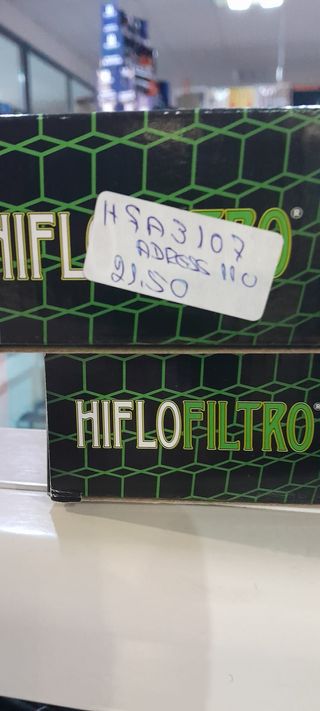 HIFLOFILTRO®
HFA3107
ADRESS 110
21,50
HIFLOFILTRO®